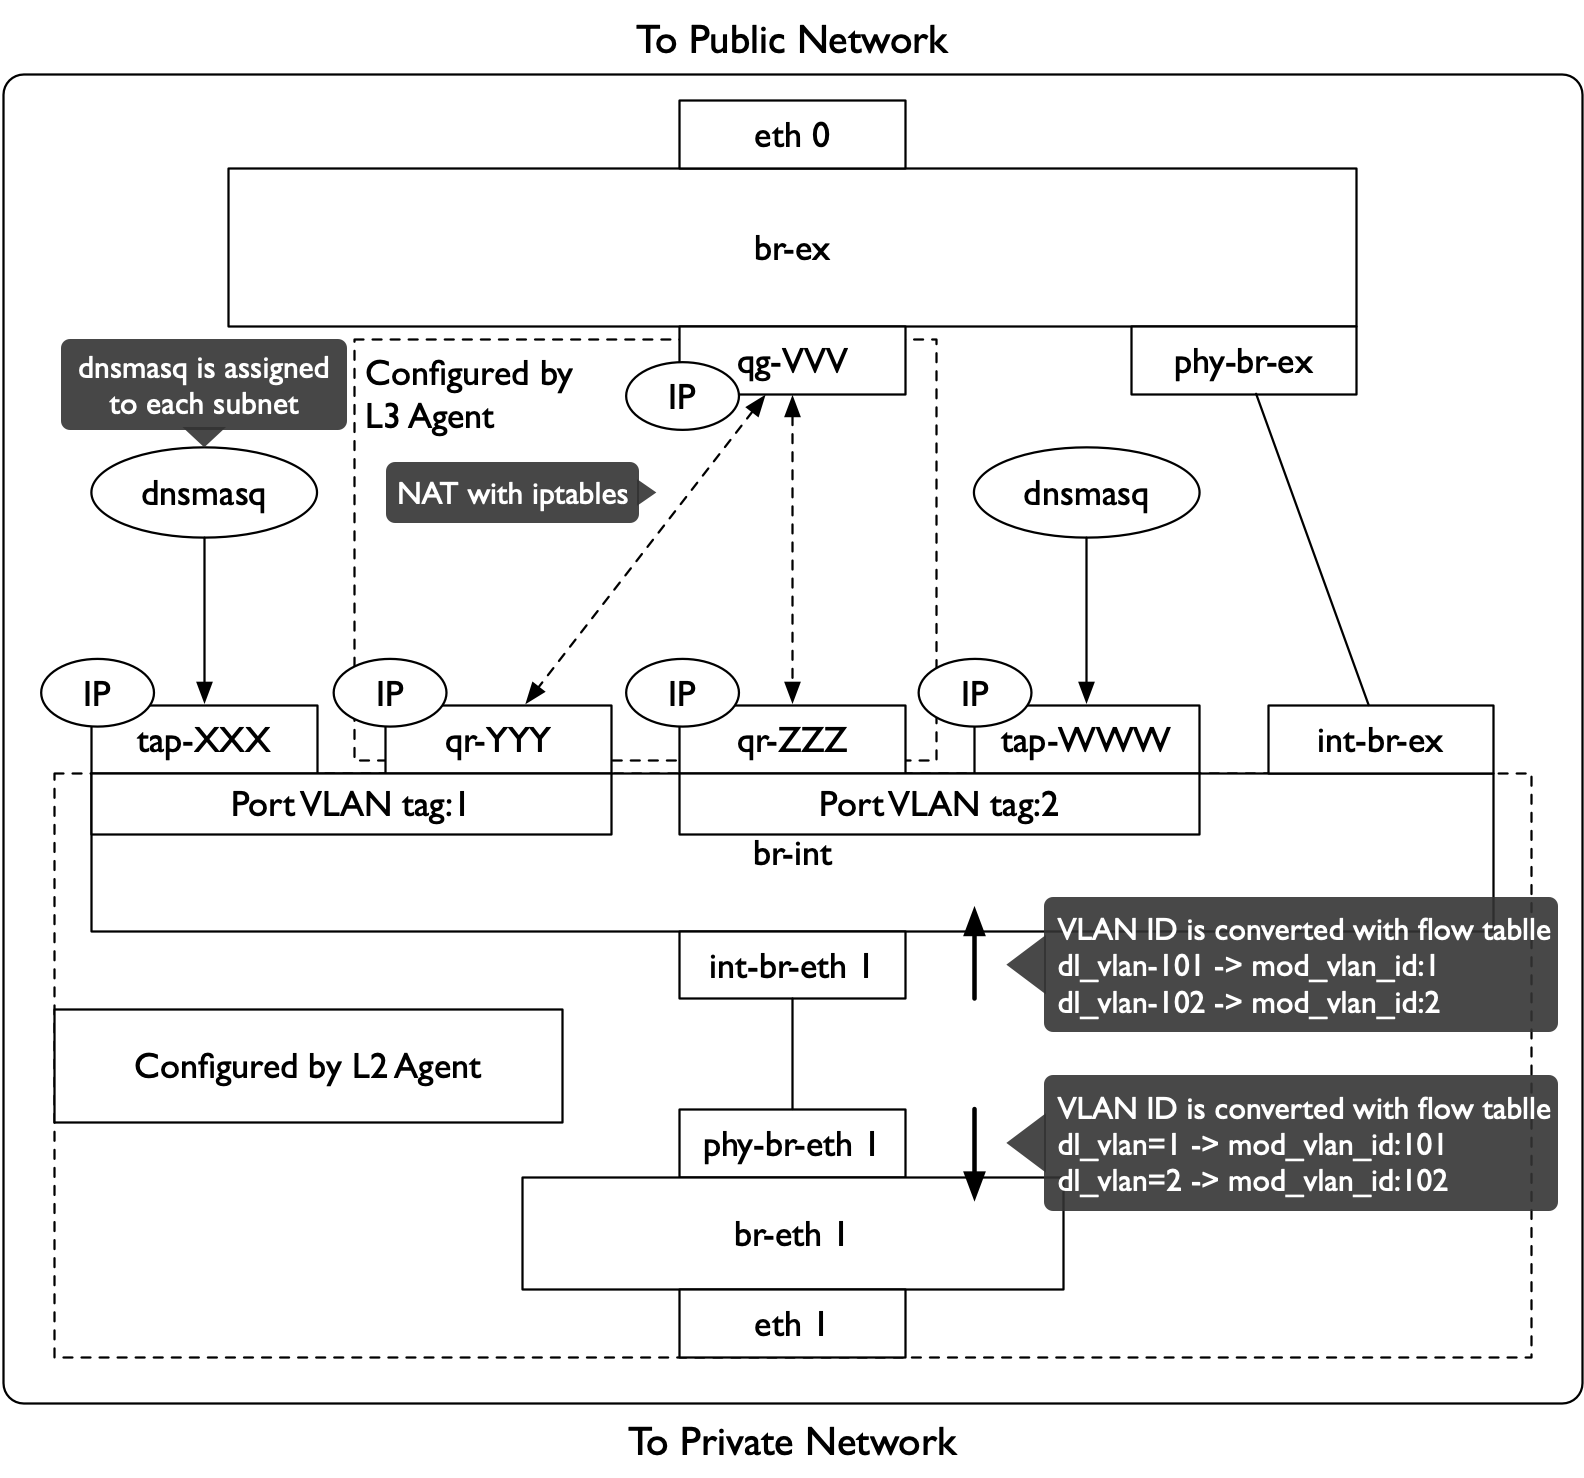 To Public Network
eth 0
br-ex
dnsmasq is assigned
to each subnet
Configured by
L3 Agent
qg-VVV
IP
phy-br-ex
NAT with iptables
dnsmasq
dnsmasq
IP
tap-XXX
IP
qr-YYY
IP
qr-ZZZ
IP
tap-WWW
int-br-ex
Port VLAN tag:1
Port VLAN tag:2
br-int
int-br-eth 1
VLAN ID is converted with flow tablle
dl_vlan-101 -> mod_vlan_id:1
dl_vlan-102 -> mod_vlan_id:2
Configured by L2 Agent
phy-br-eth 1
VLAN ID is converted with flow tablle
dl_vlan=1 -> mod_vlan_id:101
dl_vlan=2 -> mod_vlan_id:102
br-eth 1
eth 1
To Private Network